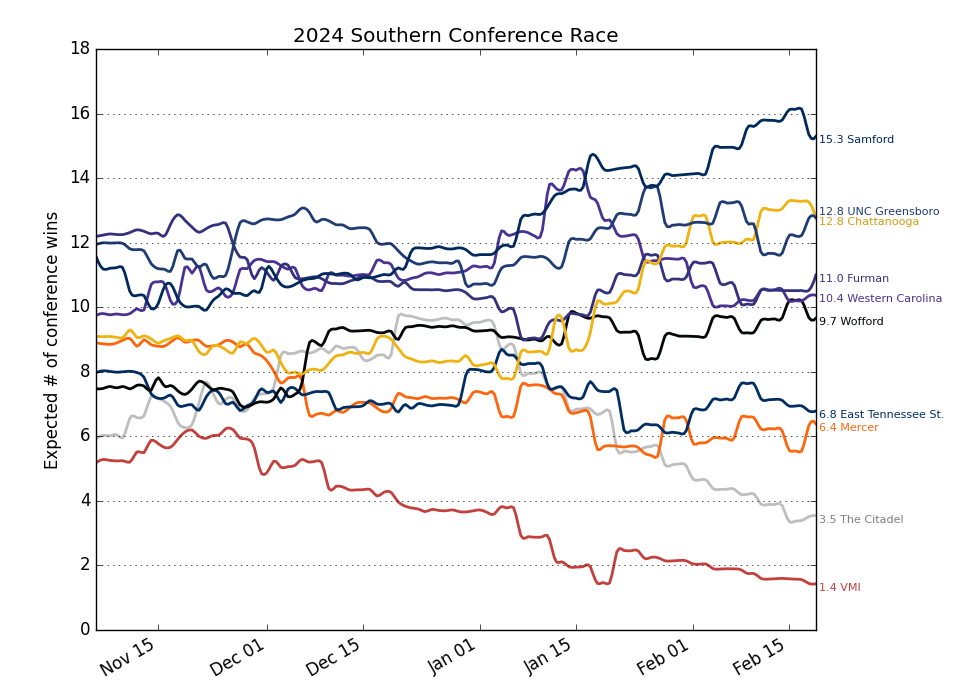 2024 Southern Conference Race
Expected # of conference wins
18
16
14
12
10
8
6
4
2
0
15.3 Samford
12.8 UNC Greensboro
12.8 Chattanooga
11.0 Furman
10.4 Western Carolina
9.7 Wofford
6.8 East Tennessee St.
6.4 Mercer
3.5 The Citadel
1.4 VMI
Nov 15
Dec 01
Dec 15
Jan 01
Jan 15
Feb 01
Feb 15